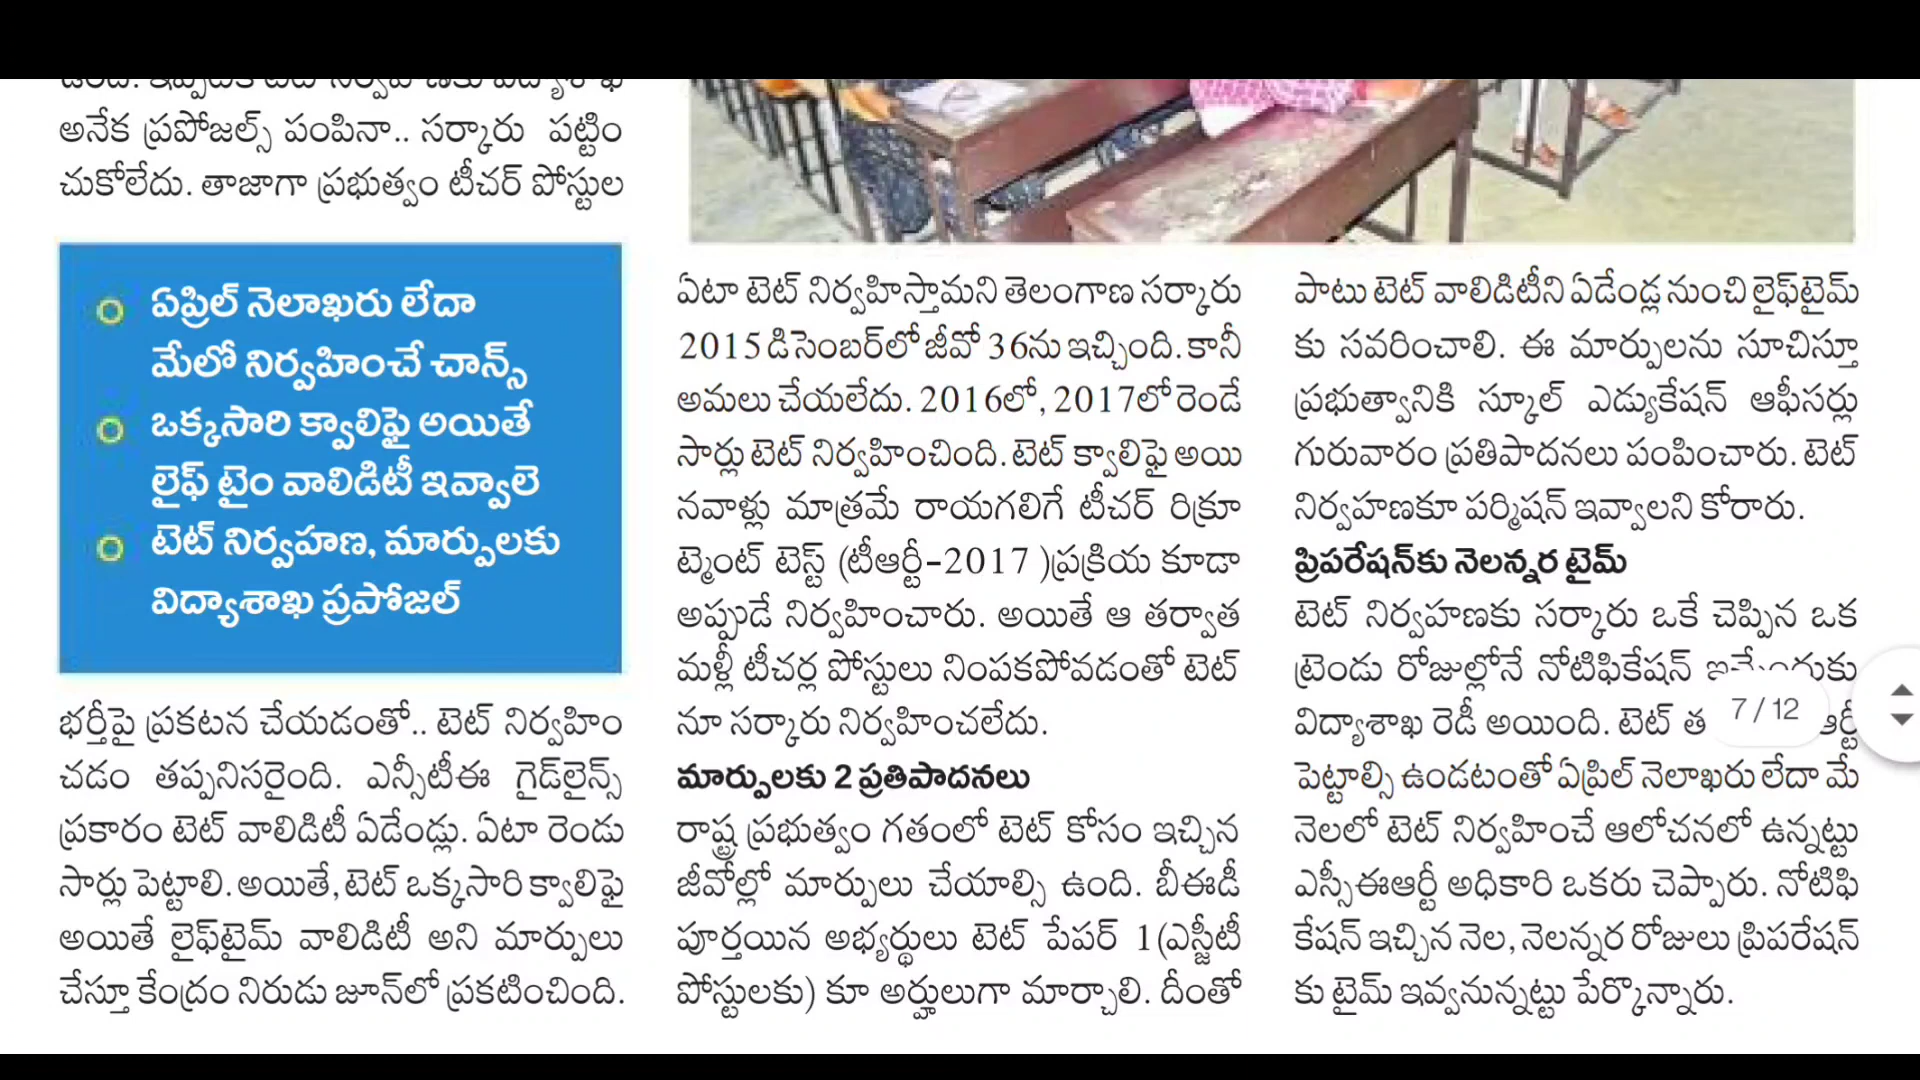 అనేక ప్రపోజల్స్ పంపినా.. సర్కారు పట్టిం
చుకోలేదు. తాజాగా ప్రభుత్వం టీచర్ పోస్టుల
ఏప్రిల్ నెలాఖరు లేదా
మేలో నిర్వహించే చాన్స్
ఒక్కసారి క్వాలిఫై అయితే
లైఫ్ టైం వాలిడిటీ ఇవ్వాలె
టెట్ నిర్వహణ, మార్పులకు
విద్యాశాఖ ప్రపోజల్
భర్తీపై ప్రకటన చేయడంతో.. టెట్ నిర్వహిం
చడం తప్పనిసరైంది. ఎన్సీటీఈ గైడ్‌లైన్స్
ప్రకారం టెట్ వాలిడిటీ ఏడేండ్లు. ఏటా రెండు
సార్లు పెట్టాలి. అయితే, టెట్ ఒక్కసారి క్వాలిఫై
అయితే లైఫ్‌టైమ్ వాలిడిటీ అని మార్పులు
చేస్తూ కేంద్రం నిరుడు జూన్‌లో ప్రకటించింది.
ఏటా టెట్ నిర్వహిస్తామని తెలంగాణ సర్కారు
2015 డిసెంబర్‌లో జీవో 36ను ఇచ్చింది. కానీ
అమలు చేయలేదు. 2016లో, 2017లో రెండే
సార్లు టెట్ నిర్వహించింది. టెట్ క్వాలిఫై అయి
నవాళ్లు మాత్రమే రాయగలిగే టీచర్ రిక్రూ
ట్మెంట్ టెస్ట్ (టీఆర్టీ-2017 )ప్రక్రియ కూడా
అప్పుడే నిర్వహించారు. అయితే ఆ తర్వాత
మళ్లీ టీచర్ల పోస్టులు నింపకపోవడంతో టెట్
నూ సర్కారు నిర్వహించలేదు.
మార్పులకు 2 ప్రతిపాదనలు
రాష్ట్ర ప్రభుత్వం గతంలో టెట్ కోసం ఇచ్చిన
జీవోల్లో మార్పులు చేయాల్సి ఉంది. బీఈడీ
పూర్తయిన అభ్యర్థులు టెట్ పేపర్ 1(ఎస్జీటీ
పోస్టులకు) కూ అర్హులుగా మార్చాలి. దీంతో
పాటు టెట్ వాలిడిటీని ఏడేండ్ల నుంచి లైఫ్‌టైమ్
కు సవరించాలి. ఈ మార్పులను సూచిస్తూ
ప్రభుత్వానికి స్కూల్ ఎడ్యుకేషన్ ఆఫీసర్లు
గురువారం ప్రతిపాదనలు పంపించారు. టెట్
నిర్వహణకూ పర్మిషన్ ఇవ్వాలని కోరారు.
ప్రిపరేషన్‌కు నెలన్నర టైమ్
టెట్ నిర్వహణకు సర్కారు ఒకే చెప్పిన ఒక
ట్రెండు రోజుల్లోనే నోటిఫికేషన్
విద్యాశాఖ రెడీ అయింది. టెట్ త
7 / 12
పెట్టాల్సి ఉండటంతో ఏప్రిల్ నెలాఖరు లేదా మే
నెలలో టెట్ నిర్వహించే ఆలోచనలో ఉన్నట్టు
ఎస్సీఈఆర్టీ అధికారి ఒకరు చెప్పారు. నోటిఫి
కేషన్ ఇచ్చిన నెల, నెలన్నర రోజులు ప్రిపరేషన్
కు టైమ్ ఇవ్వనున్నట్టు పేర్కొన్నారు.